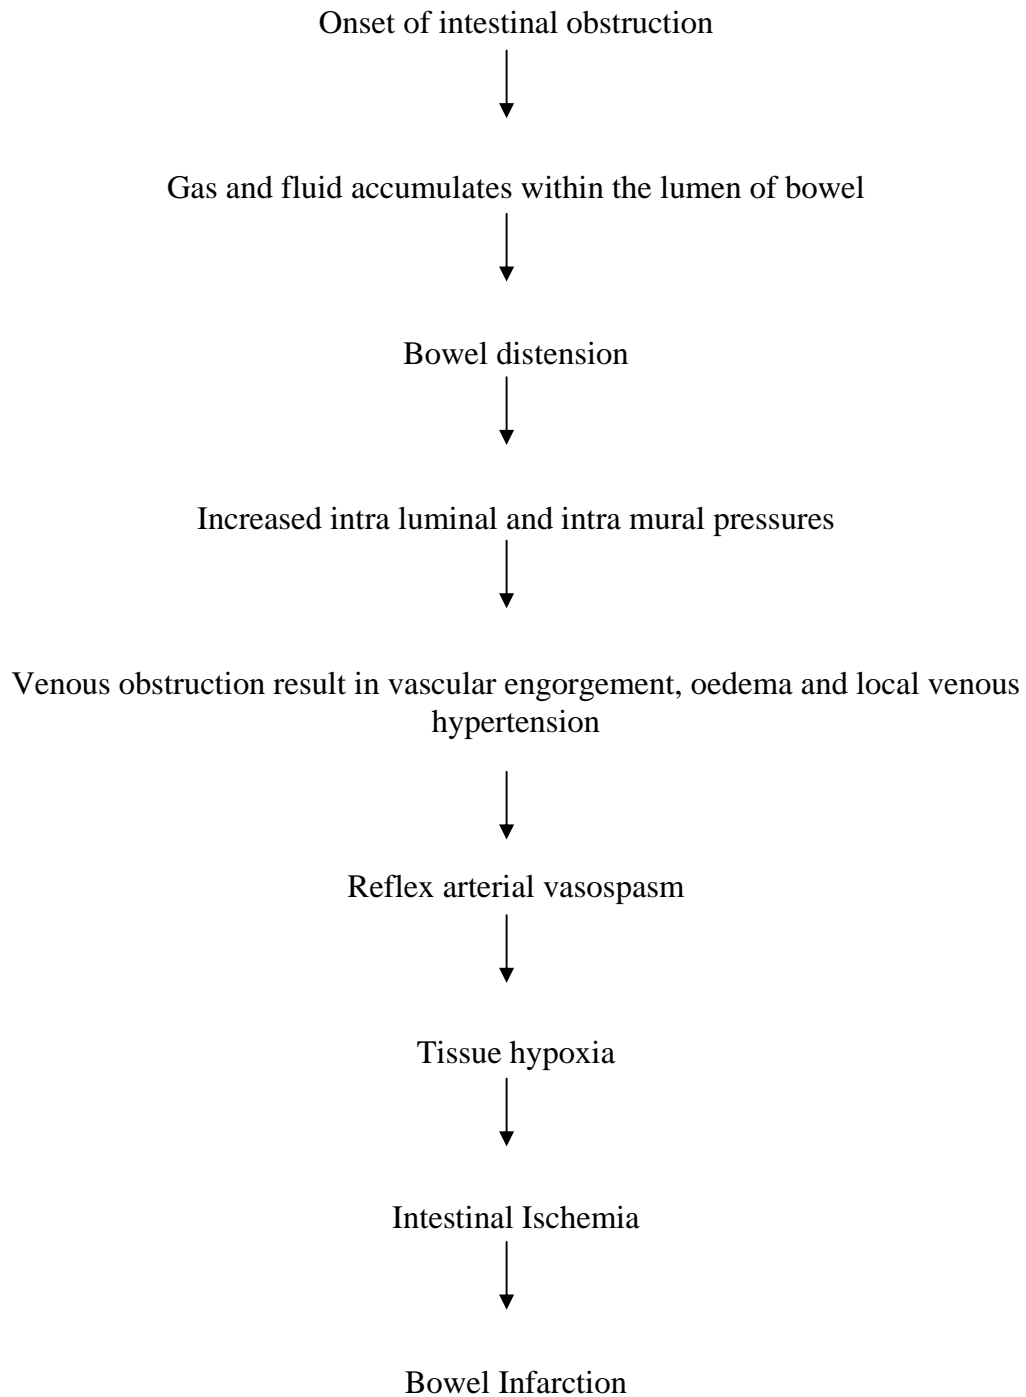 Onset of intestinal obstruction
Gas and fluid accumulates within the lumen of bowel
Bowel distension
Increased intra luminal and intra mural pressures
Venous obstruction result in vascular engorgement, oedema and local venous
hypertension
Reflex arterial vasospasm
Tissue hypoxia
Intestinal Ischemia
Bowel Infarction